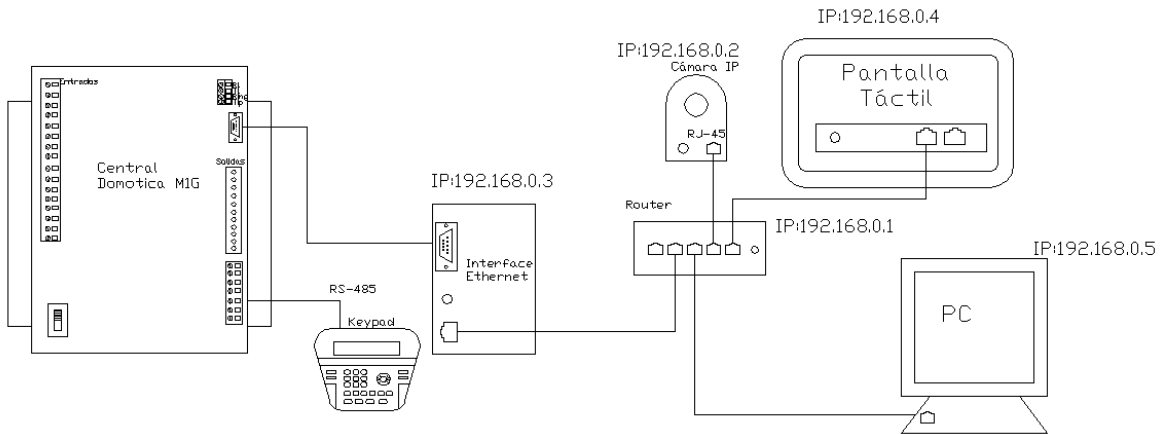 IP:192.168.0.4
IP:192.168.0.2
Cámara IP
Pantalla
Táctil
RJ-45
Entradas
Central
Domotica M1G
Salidas
IP:192.168.0.3
Router
IP:192.168.0.1
IP:192.168.0.5
Interface
Ethernet
RS-485
Keypad
PC